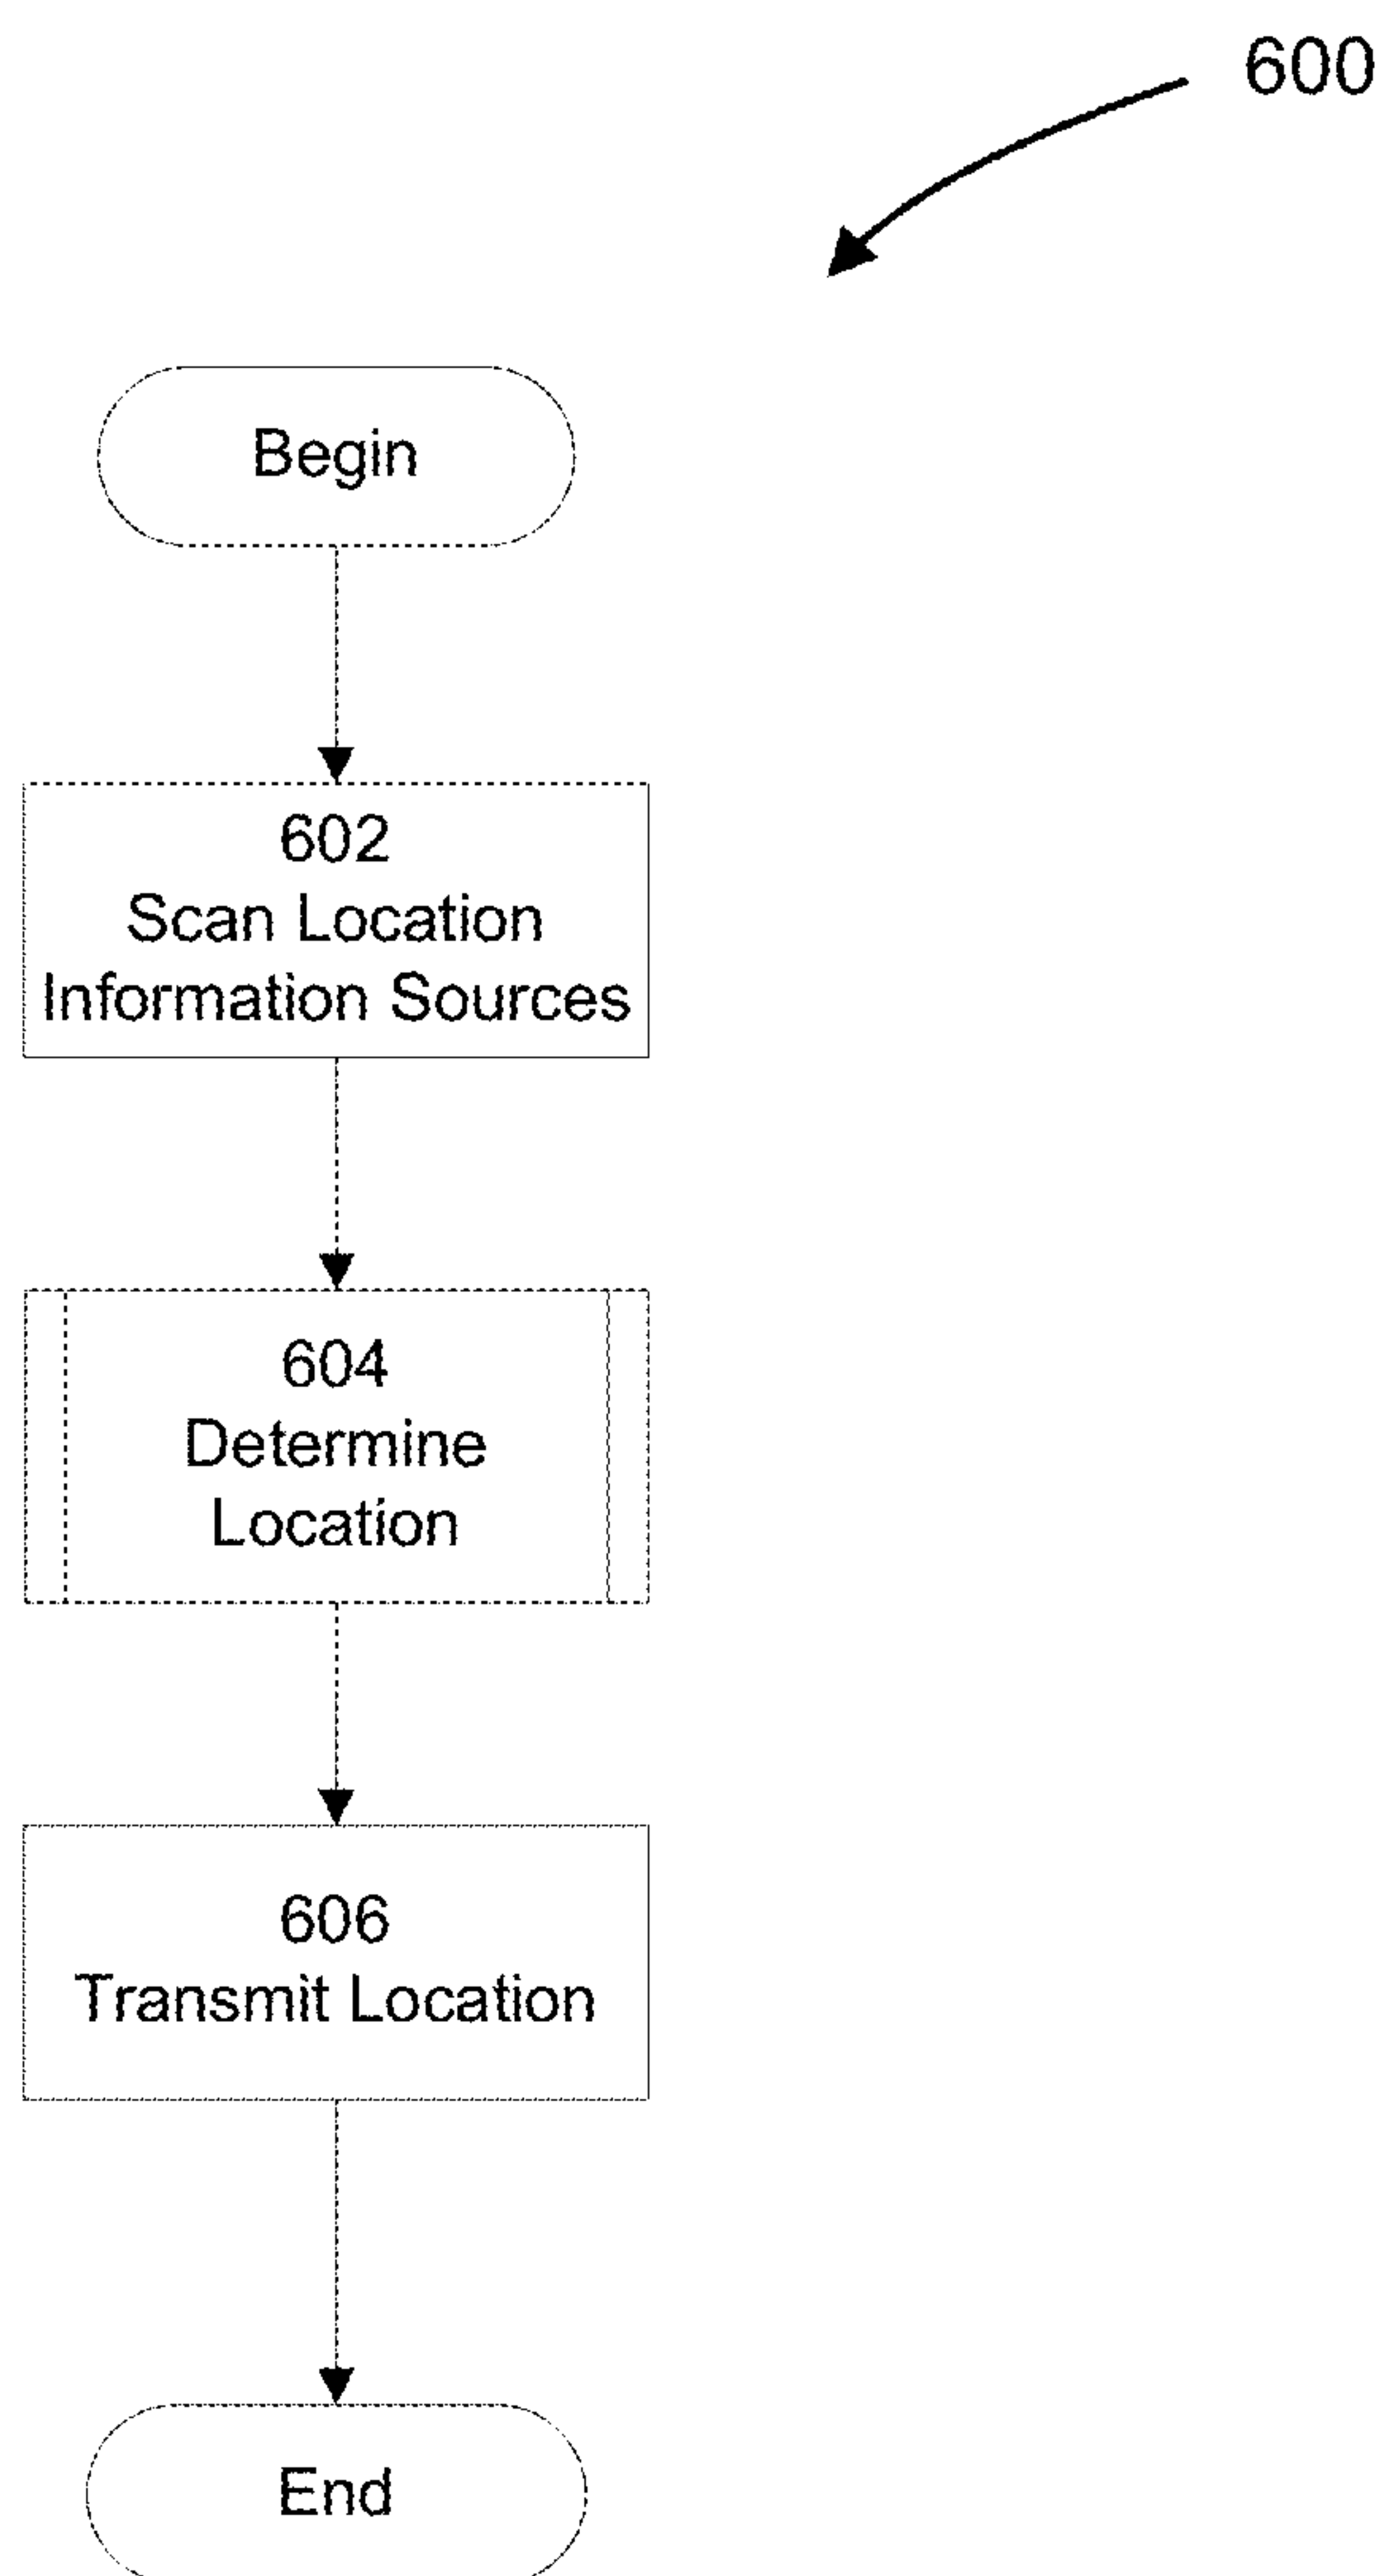 600
Begin
602
Scan Location
Information Sources
604
Determine
Location
606
Transmit Location
End